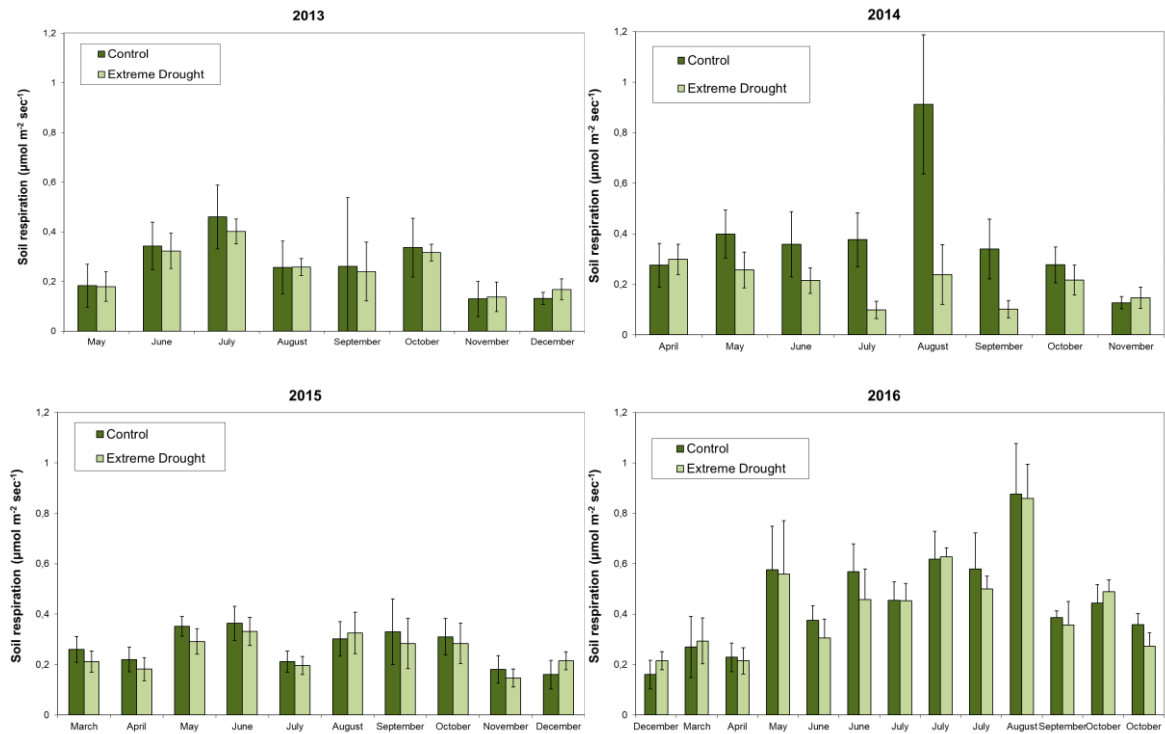 2013
1,2
1
0,8
0,6
0,4
0,2
0
Soil respiration (µmol m⁻² sec⁻¹)
Control
Extreme Drought
May June July August September October November December
2014
1,2
1
0,8
0,6
0,4
0,2
0
Soil respiration (µmol m⁻² sec⁻¹)
Control
Extreme Drought
April May June July August September October November
2015
1,2
1
0,8
0,6
0,4
0,2
0
Soil respiration (µmol m⁻² sec⁻¹)
Control
Extreme Drought
March April May June July August September October November December
2016
1,2
1
0,8
0,6
0,4
0,2
0
Soil respiration (µmol m⁻² sec⁻¹)
Control
Extreme Drought
December March April May June June July July July August September October October